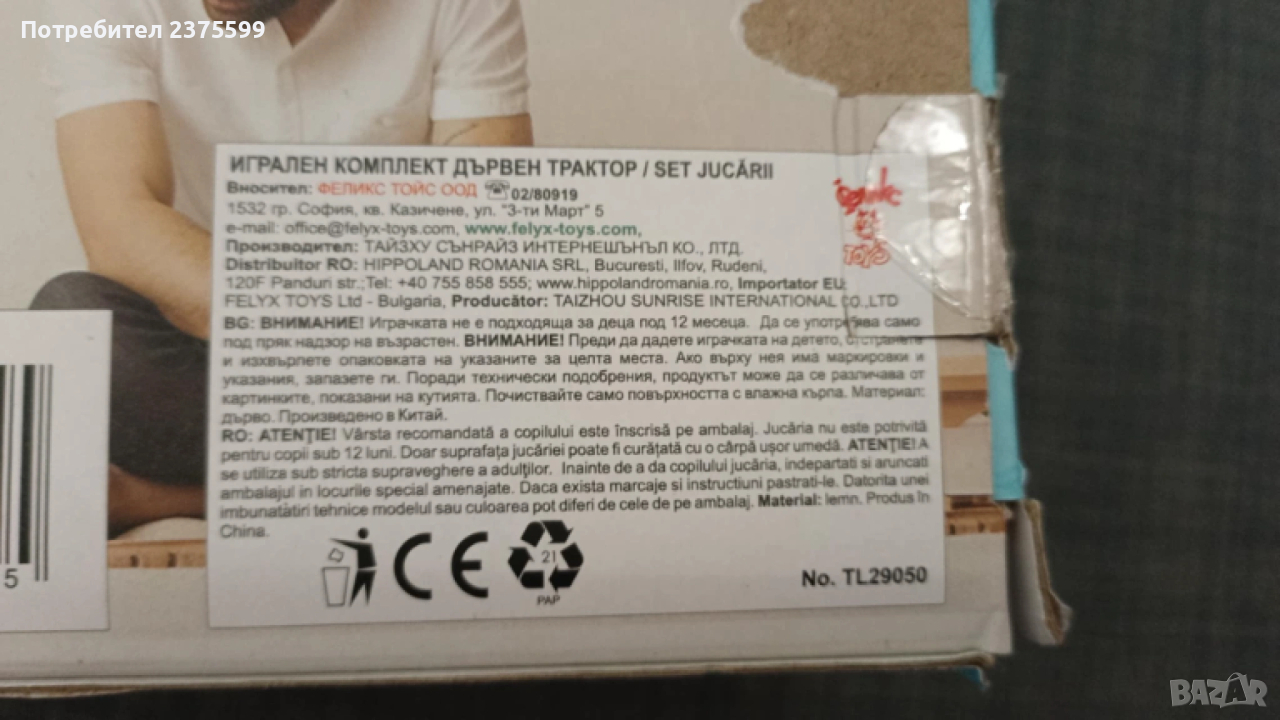 Потребител 2375599
ИГРАЛЕН КОМПЛЕКТ ДЪРВЕН ТРАКТОР / SET JUCĂRII
Вносител: ФЕЛИКС ТОЙС ООД ☏ 02/80919
1532 гр. София, кв. Казичене, ул. "3-ти Март" 5
e-mail: office@felyx-toys.com, www.felyx-toys.com,
Производител: ТАЙЗХУ СЪНРАЙЗ ИНТЕРНЕШЪНЪЛ КО., ЛТД.
Distribuitor RO: HIPPOLAND ROMANIA SRL, Bucuresti, Ilfov, Rudeni,
120F Panduri str.;Tel: +40 755 858 555; www.hippolandromania.ro, Importator EU:
FELYX TOYS Ltd - Bulgaria, Producător: TAIZHOU SUNRISE INTERNATIONAL CO.,LTD
BG: ВНИМАНИЕ! Играчката не е подходяща за деца под 12 месеца. Да се употребява само
под пряк надзор на възрастен. ВНИМАНИЕ! Преди да дадете играчката на детето, отстранете
и изхвърлете опаковката на указаните за целта места. Ако върху нея има маркировки и
указания, запазете ги. Поради технически подобрения, продуктът може да се различава от
картинките, показани на кутията. Почиствайте само повърхността с влажна кърпа. Материал:
дърво. Произведено в Китай.
RO: ATENŢIE! Vârsta recomandată a copilului este înscrisă pe ambalaj. Jucăria nu este potrivită
pentru copii sub 12 luni. Doar suprafața jucăriei poate fi curățată cu o cârpă ușor umedă. ATENŢIE! A
se utiliza sub stricta supraveghere a adulților. Inainte de a da copilului jucăria, indepartati si aruncati
ambalajul in locurile special amenajate. Daca exista marcaje si instructiuni pastrati-le. Datorita unei
imbunatàtiri tehnice modelul sau culoarea pot diferi de cele de pe ambalaj. Material: lemn. Produs în
China.
CE
21
PAP
No. TL29050
5
TOYS
BAZAR